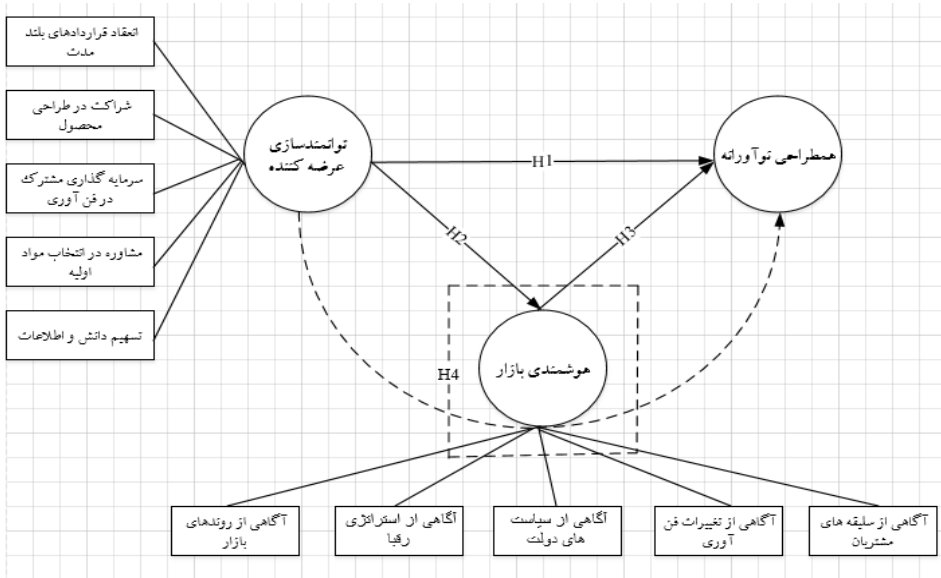 انعقاد قراردادهای بلند
مدت
شراکت در طراحی
محصول
سرمایه گذاری مشترک
در فن آوری
مشاوره در انتخاب مواد
اولیه
تسهیم دانش و اطلاعات
توانمندسازی
عرضه کننده
همطراحی نوآورانه
H1
H2
H3
H4
هوشمندی بازار
آگاهی از سلیقه های
مشتریان
آگاهی از تغییرات فن
آوری
آگاهی از سیاست
های دولت
آگاهی از استراتژی
رقبا
آگاهی از روندهای
بازار